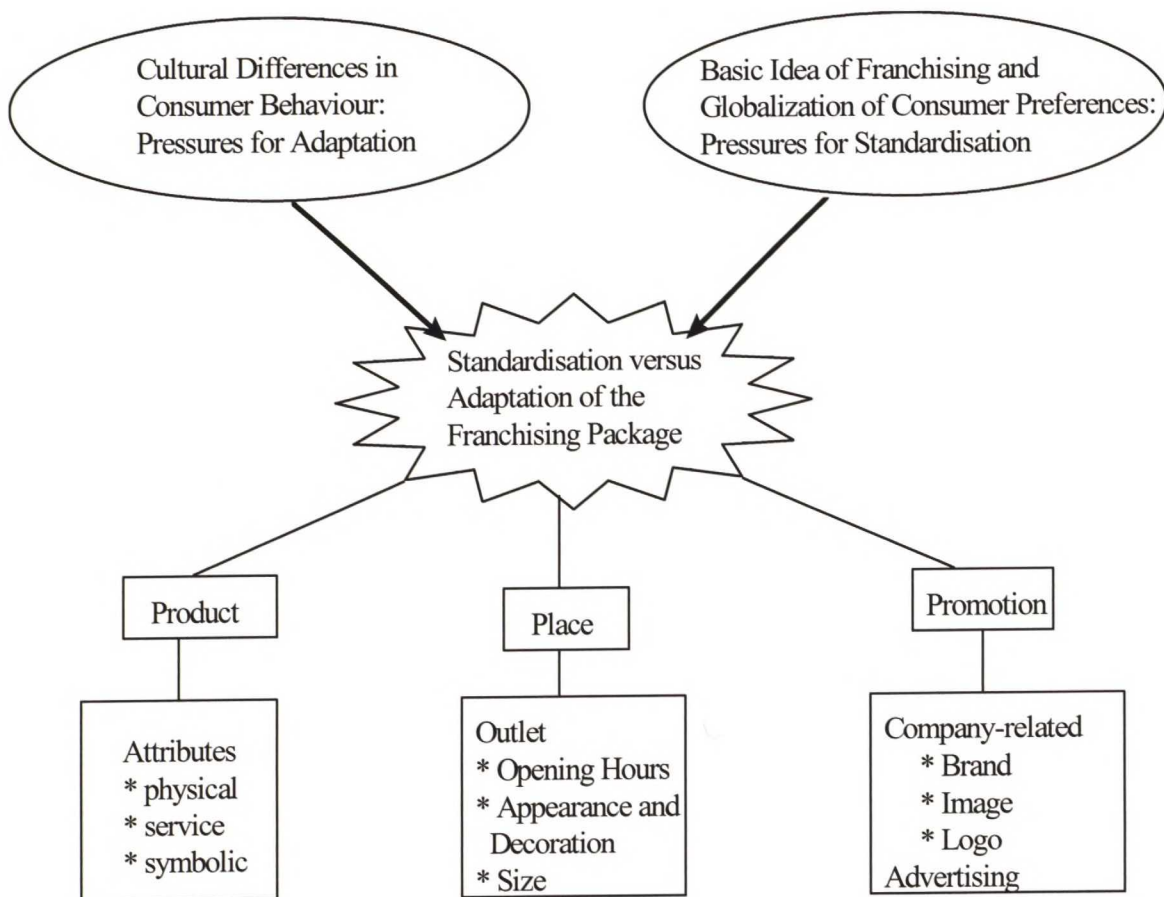 Cultural Differences in
Consumer Behaviour:
Pressures for Adaptation
Basic Idea of Franchising and
Globalization of Consumer Preferences:
Pressures for Standardisation
Standardisation versus
Adaptation of the
Franchising Package
Product
Place
Promotion
Attributes
* physical
* service
* symbolic
Outlet
* Opening Hours
* Appearance and
Decoration
* Size
Company-related
* Brand
* Image
* Logo
Advertising